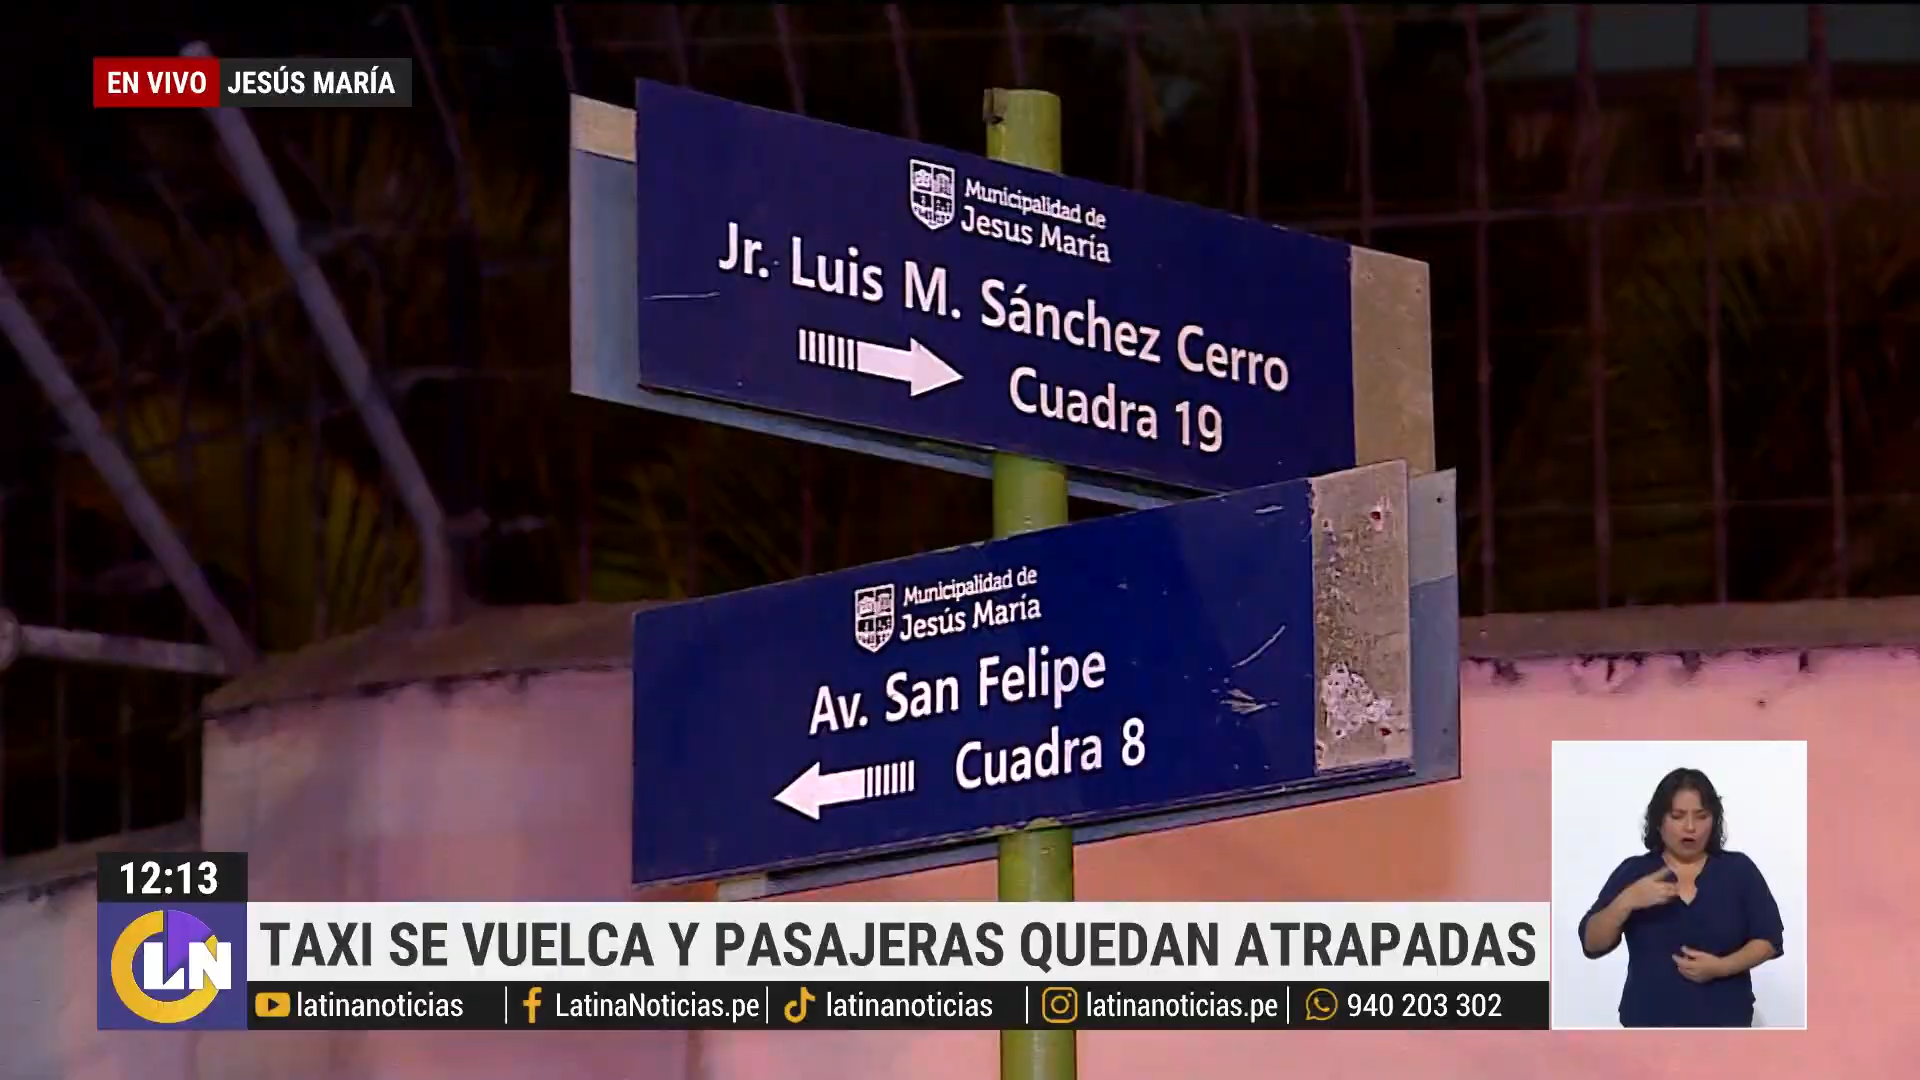 EN VIVO JESÚS MARÍA
Municipalidad de
Jesus María
Jr. Luis M. Sánchez Cerro
Cuadra 19
Municipalidad de
Jesús María
Av. San Felipe
Cuadra 8
12:13
LN
TAXI SE VUELCA Y PASAJERAS QUEDAN ATRAPADAS
latinanoticias | LatinaNoticias.pe | latinanoticias | latinanoticias.pe | 940 203 302